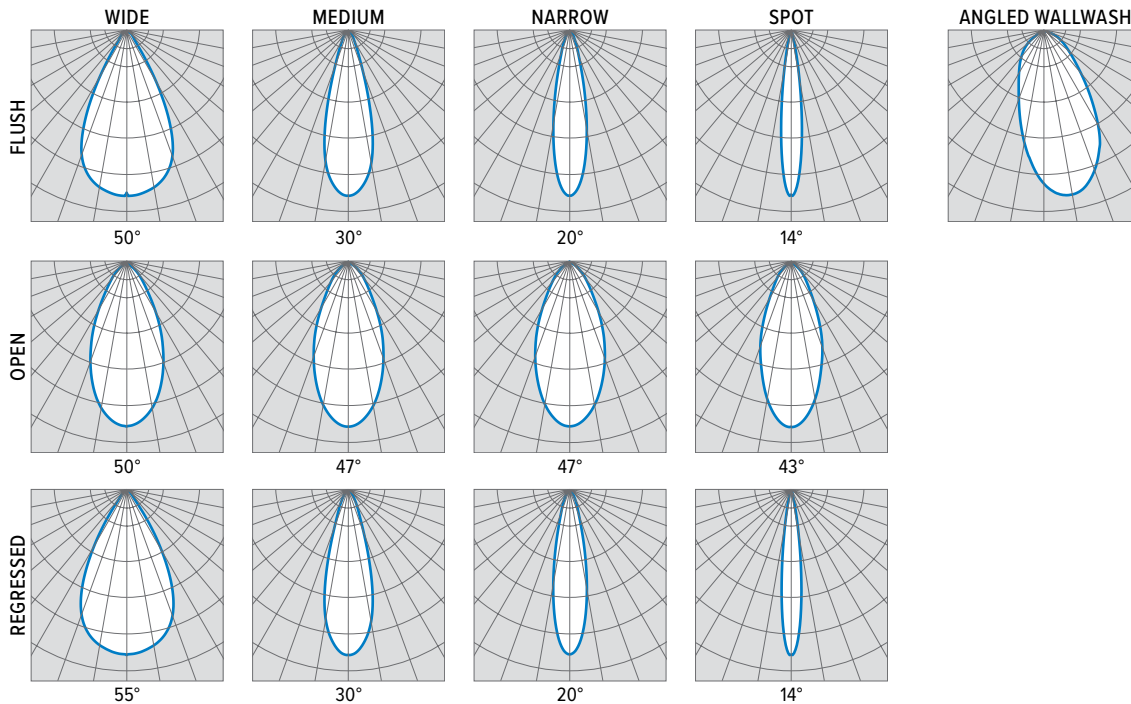 WIDE MEDIUM NARROW SPOT ANGLED WALLWASH
FLUSH
50° 30° 20° 14°
OPEN
50° 47° 47° 43°
REGRESSED
55° 30° 20° 14°